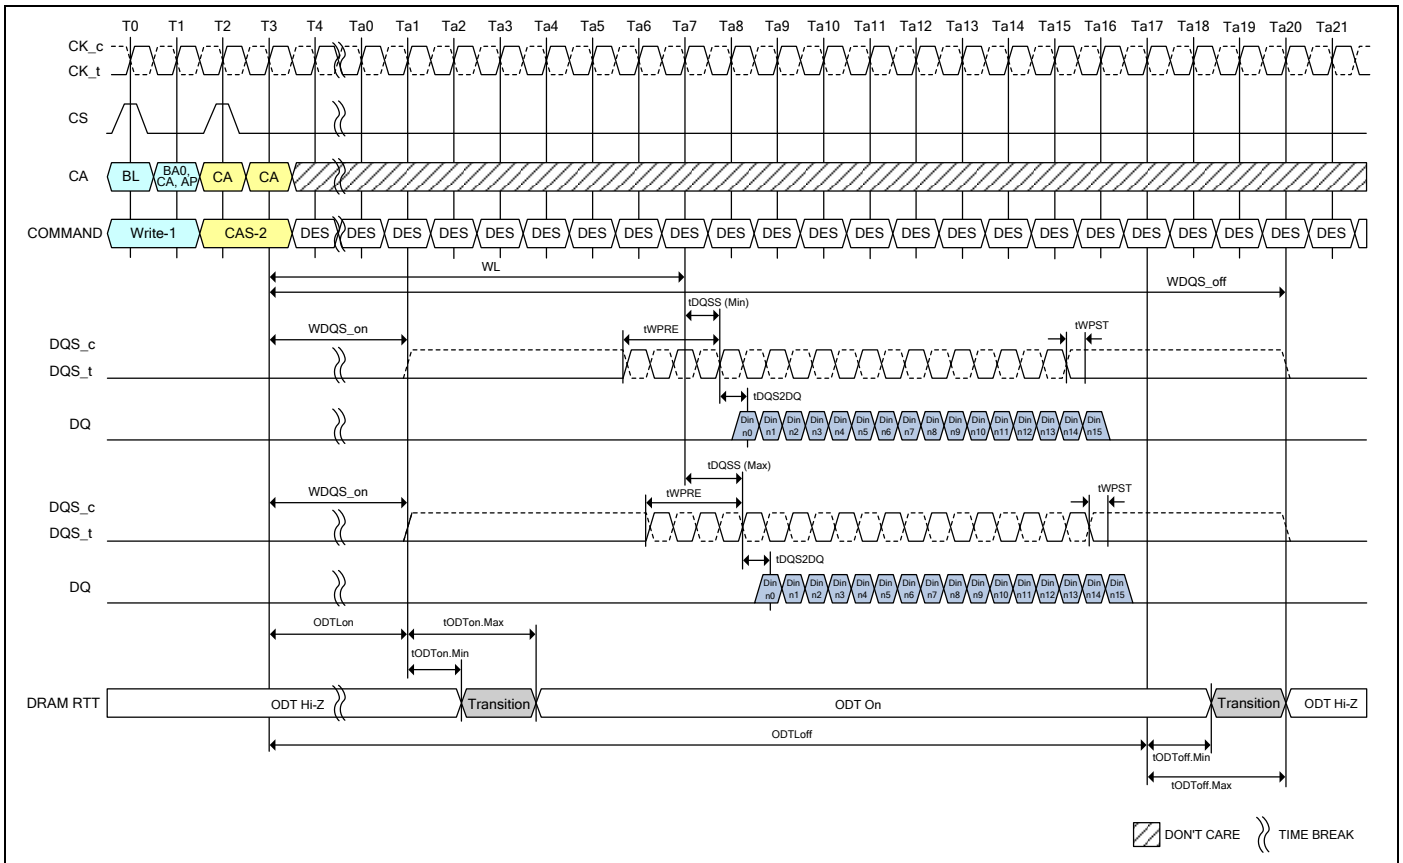 T0 T1 T2 T3 T4 Ta0 Ta1 Ta2 Ta3 Ta4 Ta5 Ta6 Ta7 Ta8 Ta9 Ta10 Ta11 Ta12 Ta13 Ta14 Ta15 Ta16 Ta17 Ta18 Ta19 Ta20 Ta21
CK_c
CK_t
CS
CA BL BA0, CA, AP CA CA
COMMAND Write-1 CAS-2 DES DES DES DES DES DES DES DES DES DES DES DES DES DES DES DES DES DES DES DES DES DES DES
WL
WDQS_off
tDQSS (Min)
WDQS_on tWPRE tWPST
DQS_c
DQS_t
tDQS2DQ
DQ
Din Din Din Din Din Din Din Din Din Din Din Din Din Din Din Din
n0 n1 n2 n3 n4 n5 n6 n7 n8 n9 n10 n11 n12 n13 n14 n15
tDQSS (Max)
WDQS_on tWPRE tWPST
DQS_c
DQS_t
tDQS2DQ
DQ
Din Din Din Din Din Din Din Din Din Din Din Din Din Din Din Din
n0 n1 n2 n3 n4 n5 n6 n7 n8 n9 n10 n11 n12 n13 n14 n15
ODTLon tODTon.Max
tODTon.Min
DRAM RTT ODT Hi-Z Transition ODT On Transition ODT Hi-Z
ODTLoff
tODToff.Min
tODToff.Max
DON'T CARE TIME BREAK